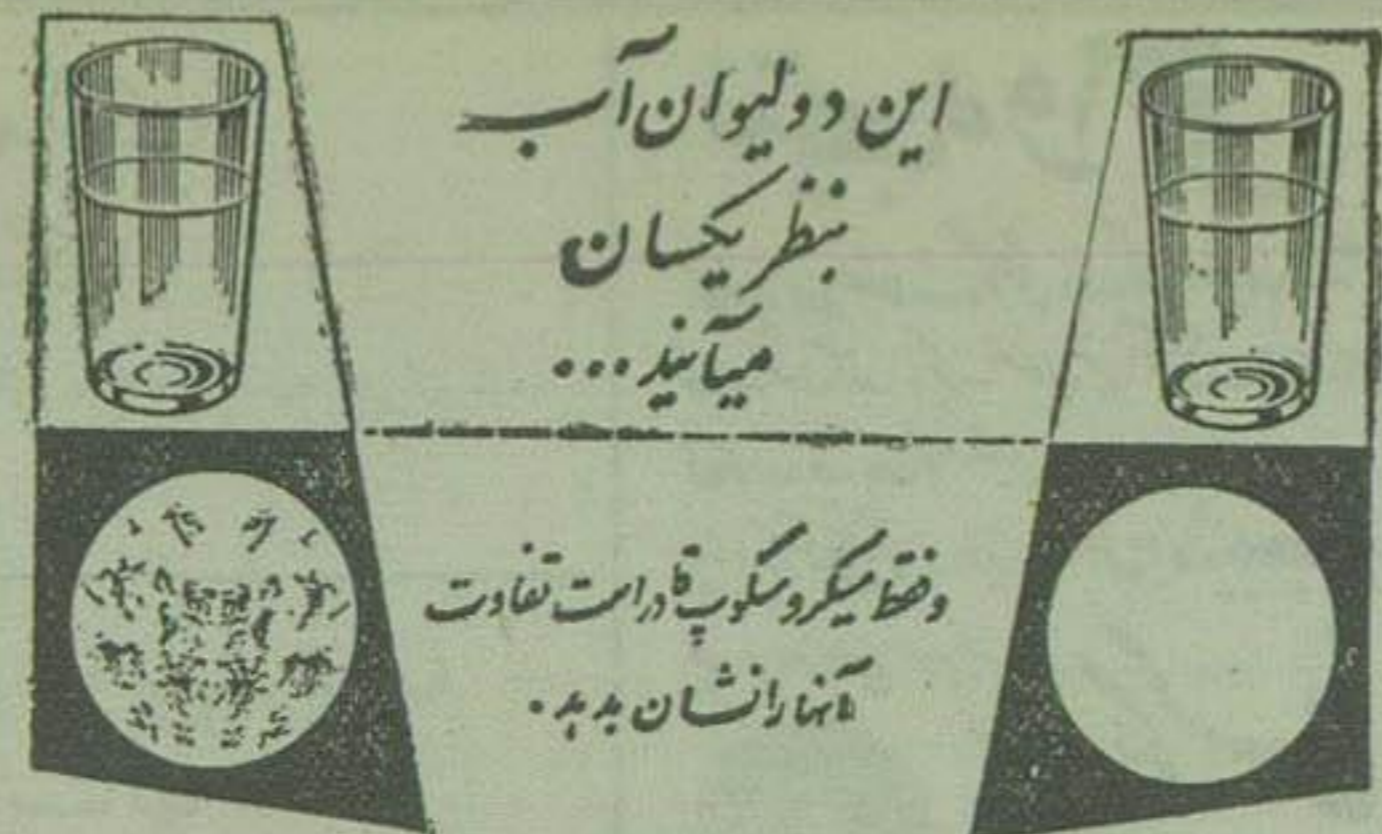 این دو لیوان آب
بنظر یکسان
میآیند ...
و فقط میکروسکوپ قادر است تفاوت
آنها را نشان بدهد .